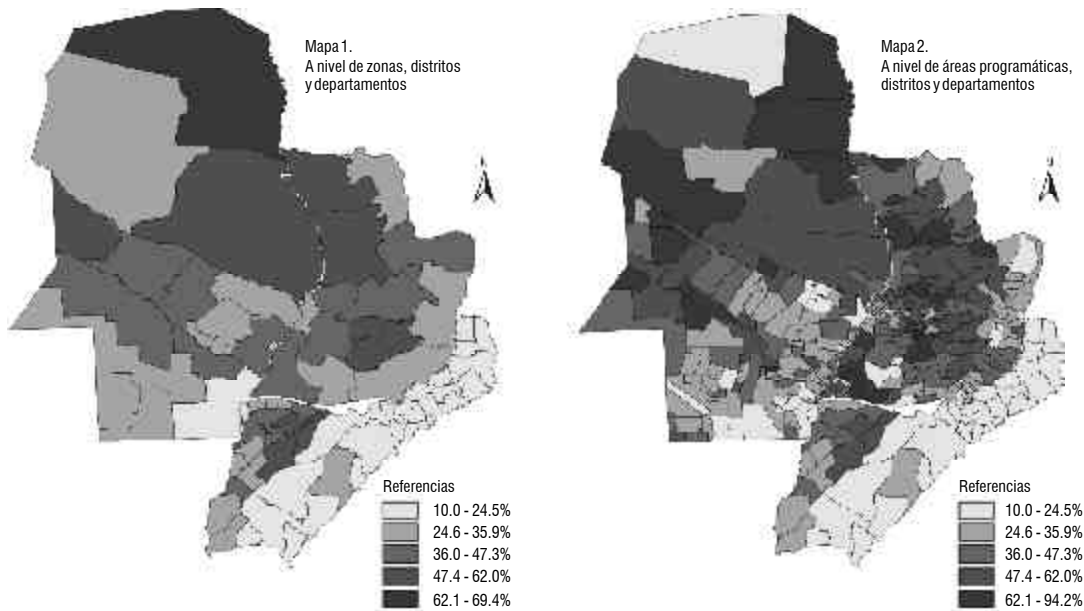 Mapa 1.
A nivel de zonas, distritos
y departamentos
Mapa 2.
A nivel de áreas programáticas,
distritos y departamentos
Referencias
10.0 - 24.5%
24.6 - 35.9%
36.0 - 47.3%
47.4 - 62.0%
62.1 - 69.4%
Referencias
10.0 - 24.5%
24.6 - 35.9%
36.0 - 47.3%
47.4 - 62.0%
62.1 - 94.2%